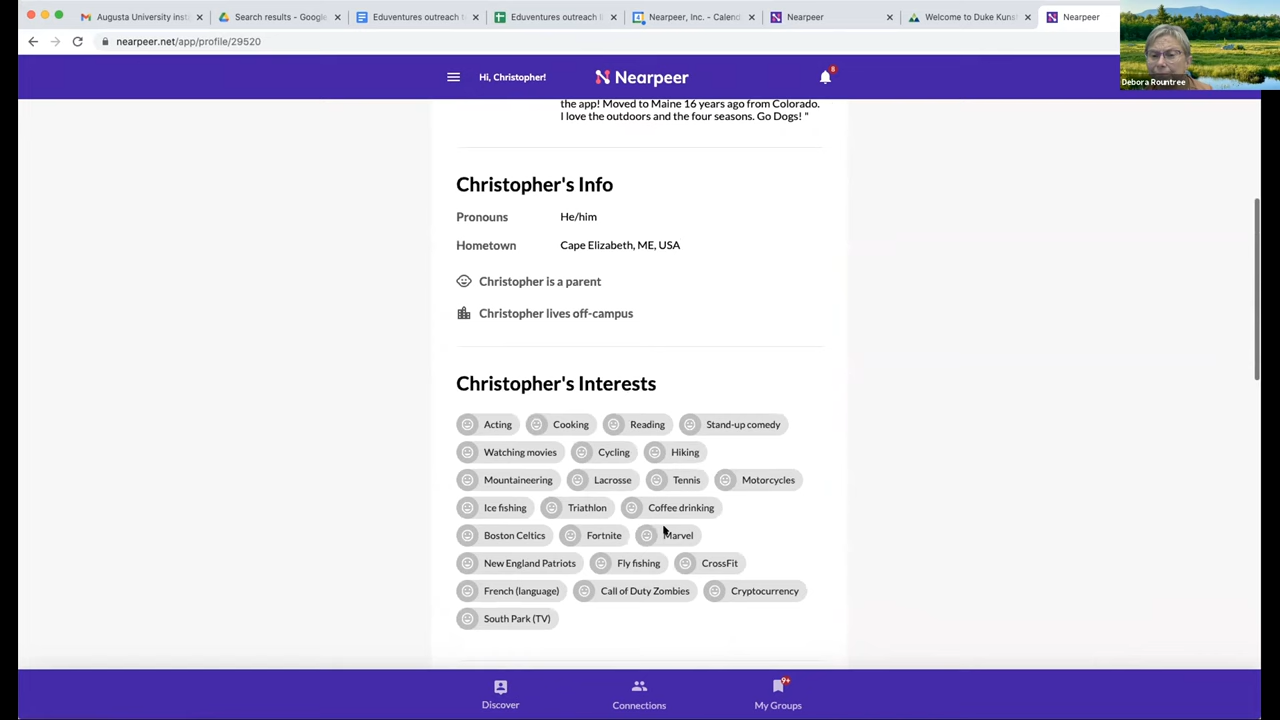 Augusta University inst
Search results - Google
Eduventures outreach t
Eduventures outreach l
Nearpeer, Inc. - Calend
Nearpeer
Welcome to Duke Kuns
Nearpeer
nearpeer.net/app/profile/29520
Debora Rountree
Hi, Christopher!
Nearpeer
8
the app! Moved to Maine 16 years ago from Colorado.
I love the outdoors and the four seasons. Go Dogs! "
Christopher's Info
Pronouns He/him
Hometown Cape Elizabeth, ME, USA
Christopher is a parent
Christopher lives off-campus
Christopher's Interests
Acting Cooking Reading Stand-up comedy
Watching movies Cycling Hiking
Mountaineering Lacrosse Tennis Motorcycles
Ice fishing Triathlon Coffee drinking
Boston Celtics Fortnite Marvel
New England Patriots Fly fishing CrossFit
French (language) Call of Duty Zombies Cryptocurrency
South Park (TV)
9+
Discover Connections My Groups